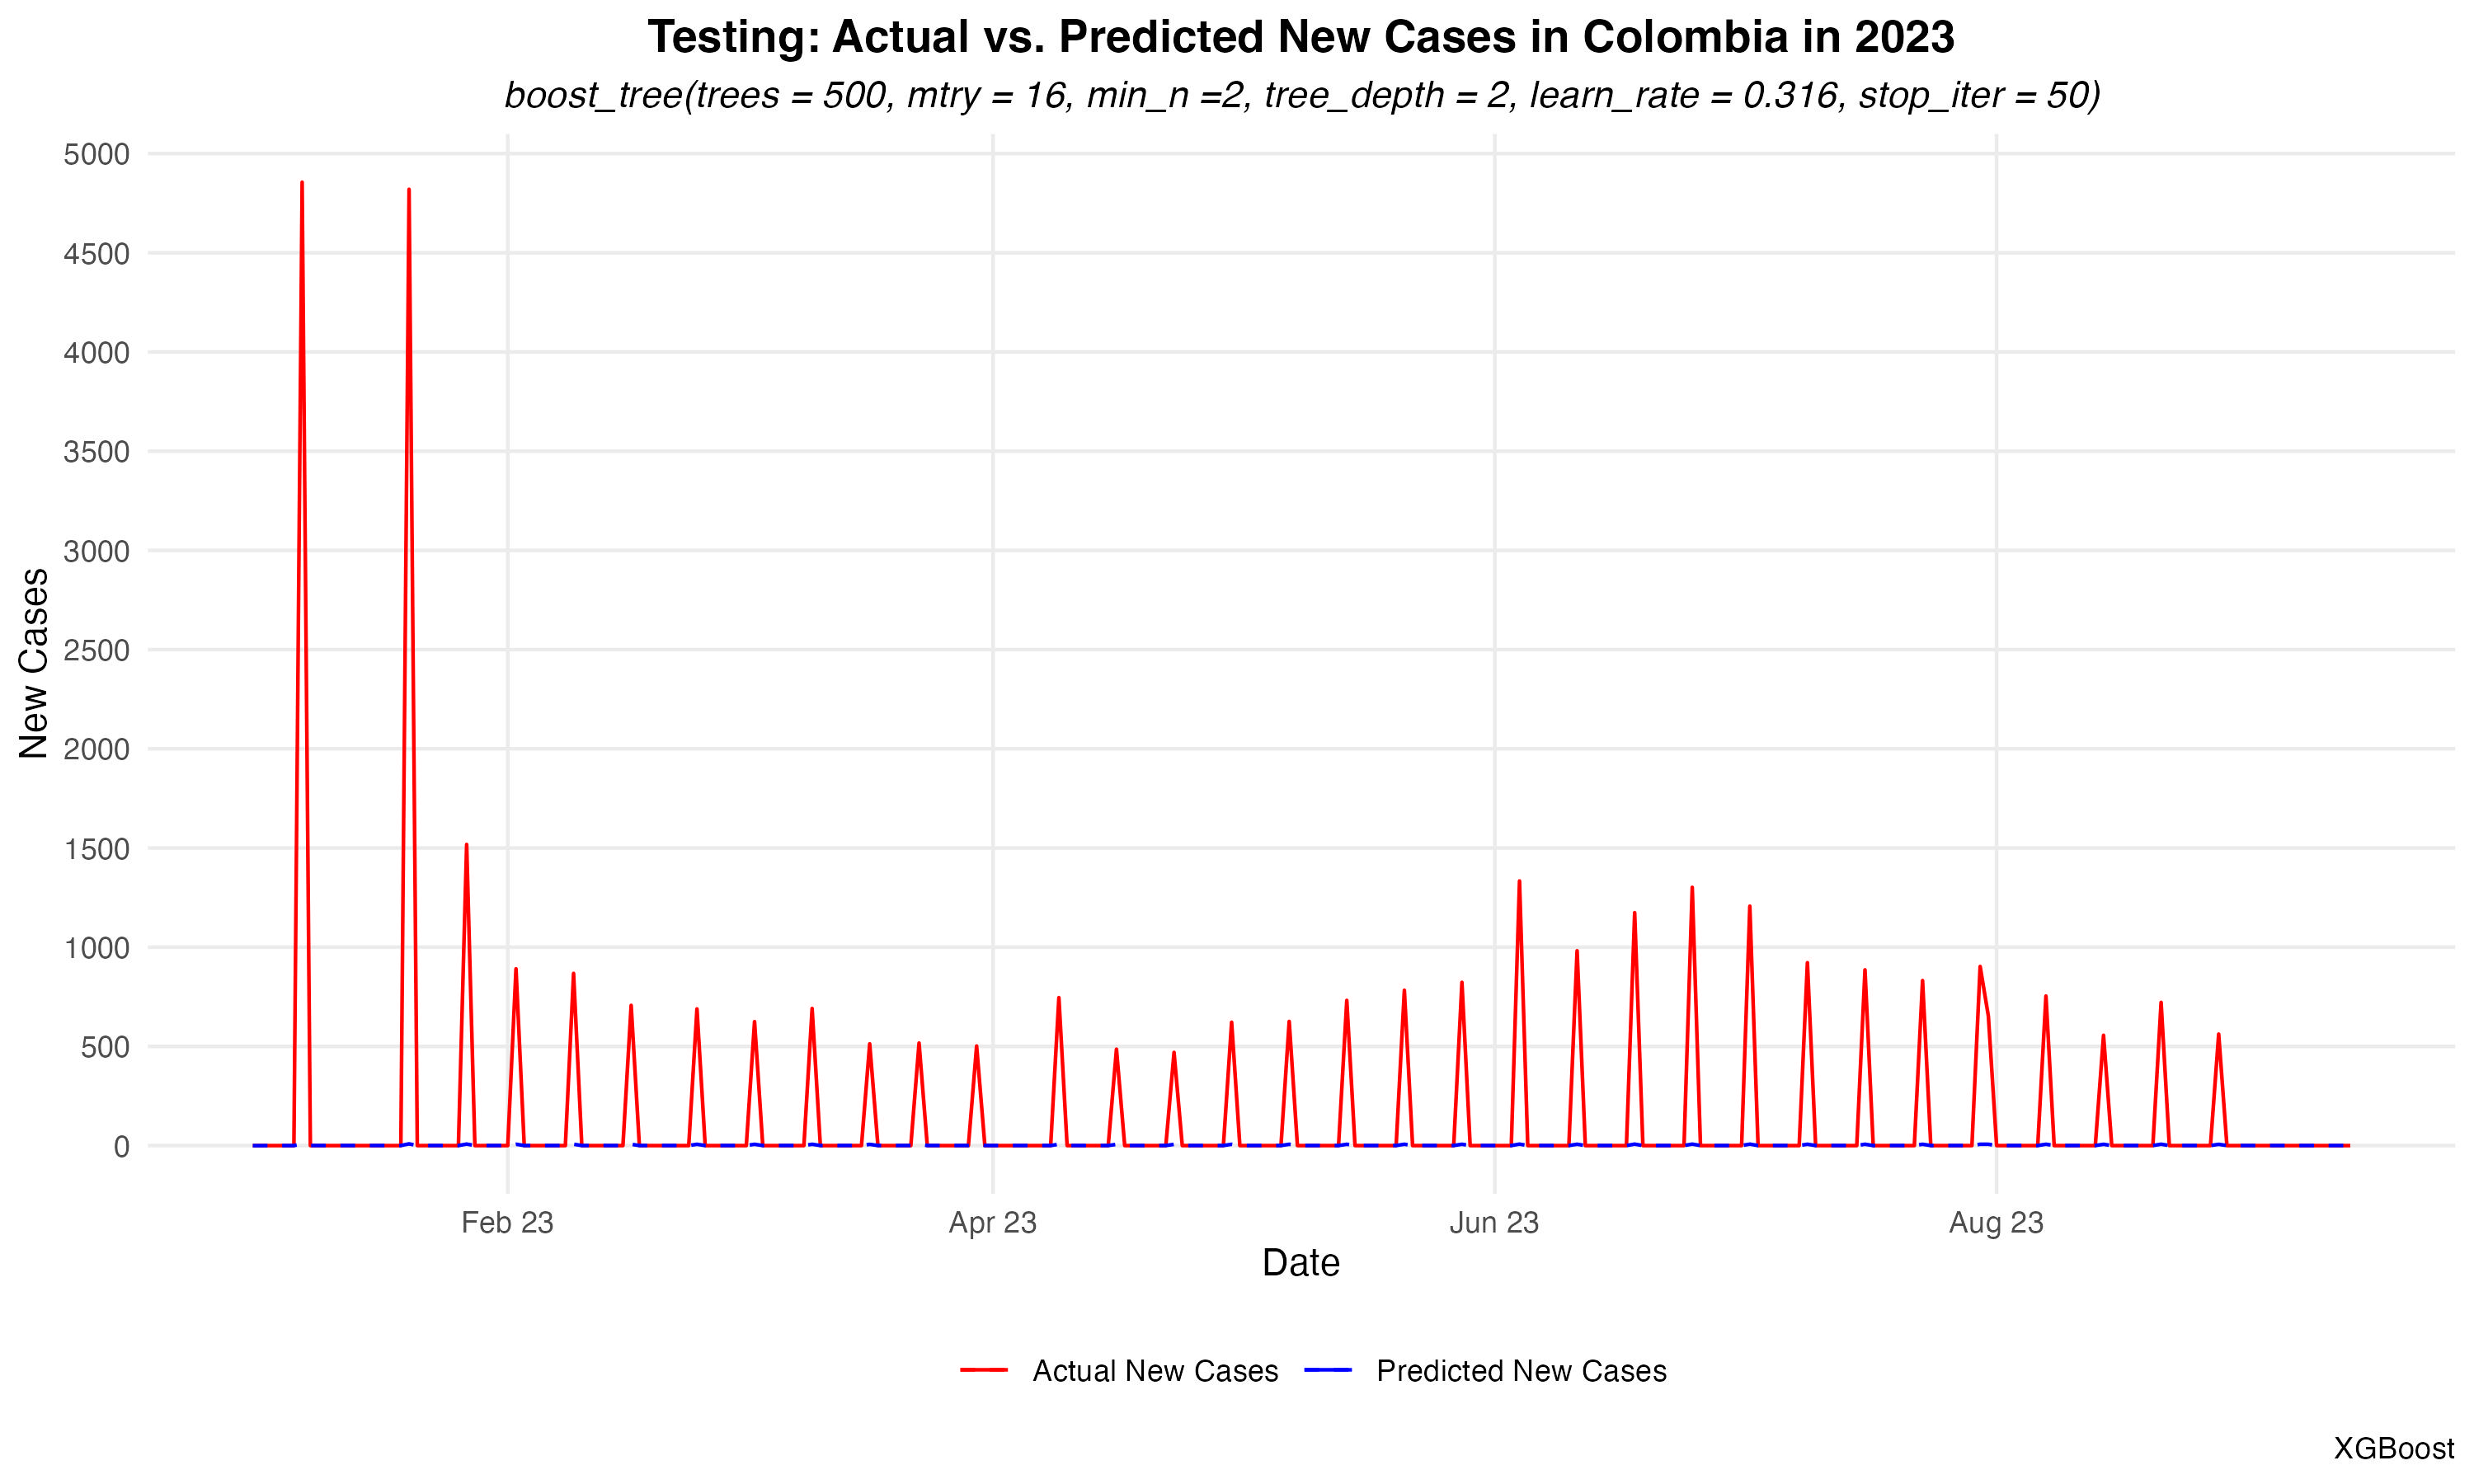 Testing: Actual vs. Predicted New Cases in Colombia in 2023
boost_tree(trees = 500, mtry = 16, min_n =2, tree_depth = 2, learn_rate = 0.316, stop_iter = 50)
New Cases
5000
4500
4000
3500
3000
2500
2000
1500
1000
500
0
Feb 23 Apr 23 Jun 23 Aug 23
Date
Actual New Cases Predicted New Cases
XGBoost